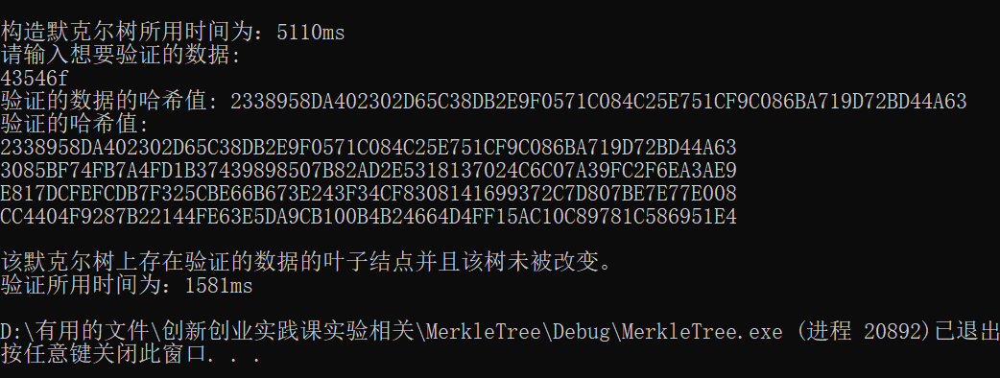 构造默克尔树所用时间为：5110ms
请输入想要验证的数据:
43546f
验证的数据的哈希值: 2338958DA402302D65C38DB2E9F0571C084C25E751CF9C086BA719D72BD44A63
验证的哈希值:
2338958DA402302D65C38DB2E9F0571C084C25E751CF9C086BA719D72BD44A63
3085BF74FB7A4FD1B37439898507B82AD2E5318137024C6C07A39FC2F6EA3AE9
E817DCFEFCDB7F325CBE66B673E243F34CF8308141699372C7D807BE7E77E008
CC4404F9287B22144FE63E5DA9CB100B4B24664D4FF15AC10C89781C586951E4
该默克尔树上存在验证的数据的叶子结点并且该树未被改变。
验证所用时间为：1581ms
D:\有用的文件\创新创业实践课实验相关\MerkleTree\Debug\MerkleTree.exe (进程 20892)已退出
按任意键关闭此窗口. . .